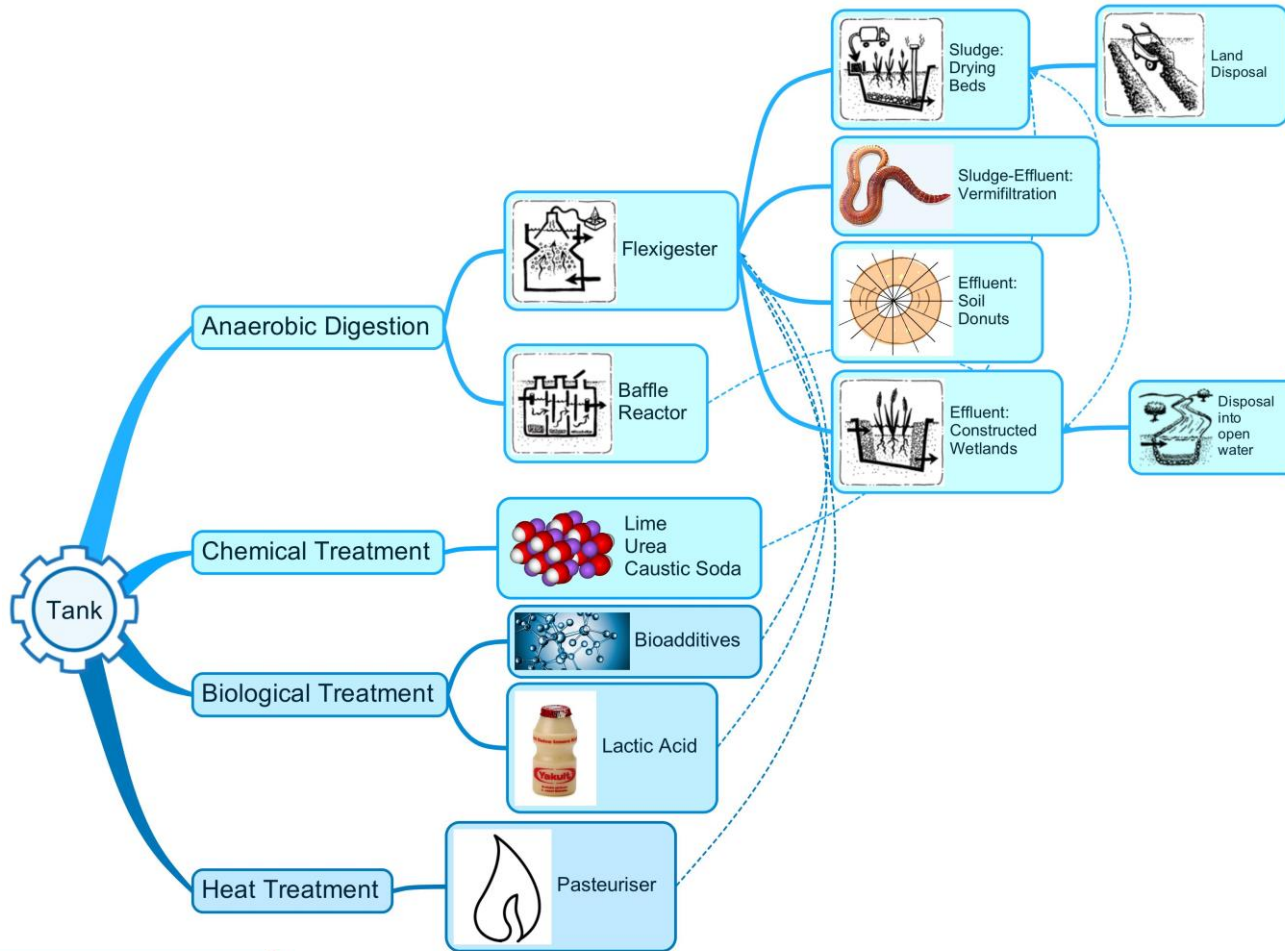 Tank
Anaerobic Digestion
Flexigester
Sludge:
Drying
Beds
Land
Disposal
Sludge-Effluent:
Vermifiltration
Effluent:
Soil
Donuts
Effluent:
Constructed
Wetlands
Disposal
into
open
water
Baffle
Reactor
Chemical Treatment
Lime
Urea
Caustic Soda
Biological Treatment
Bioadditives
Yakult
Lactic Acid
Heat Treatment
Pasteuriser